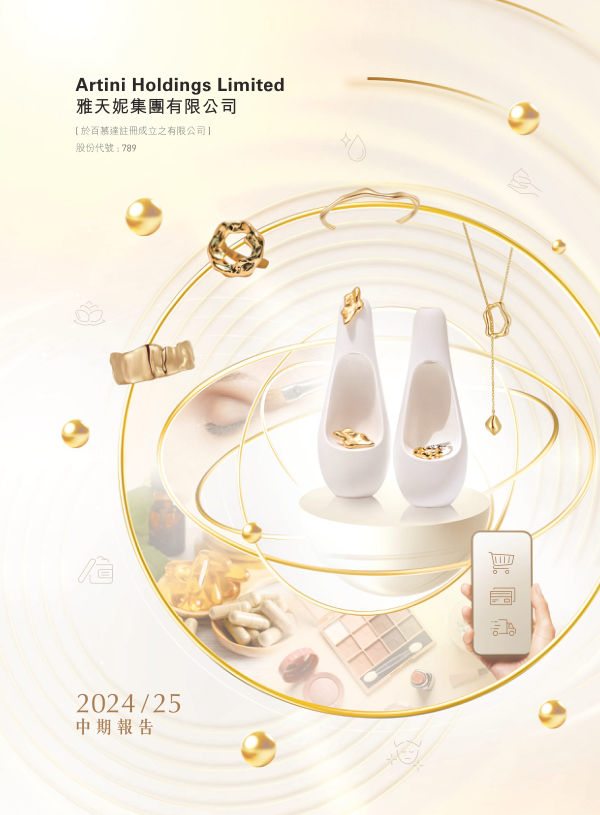 Artini Holdings Limited
雅天妮集團有限公司
[ 於百慕達註冊成立之有限公司 ]
股份代號 : 789
2024/25
中期報告